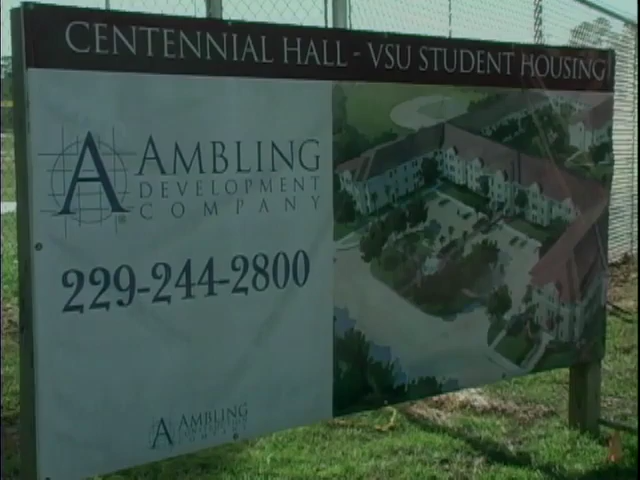 CENTENNIAL HALL - VSU STUDENT HOUSING
A AMBLING
DEVELOPMENT
COMPANY
229-244-2800
A AMBLING